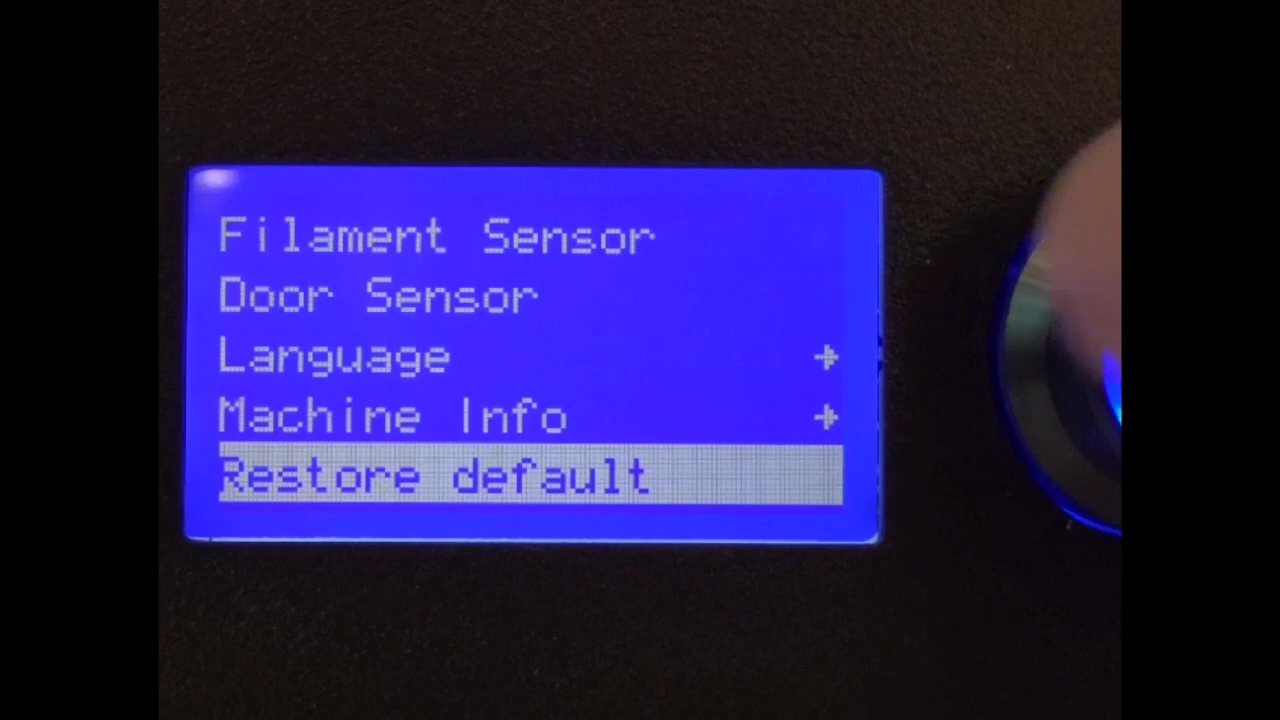 Filament Sensor
Door Sensor
Language
Machine Info
Restore default